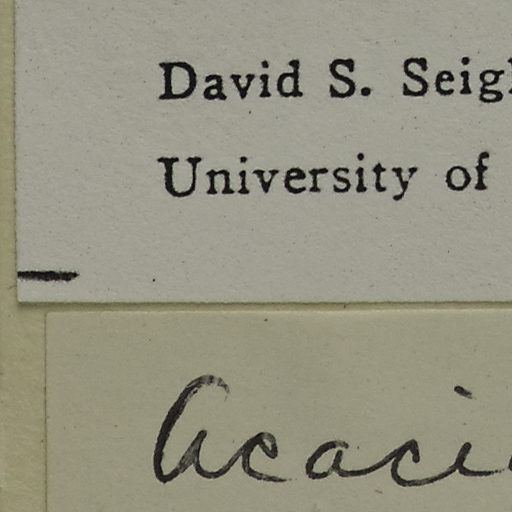 David S. Seig
University of
Acaci